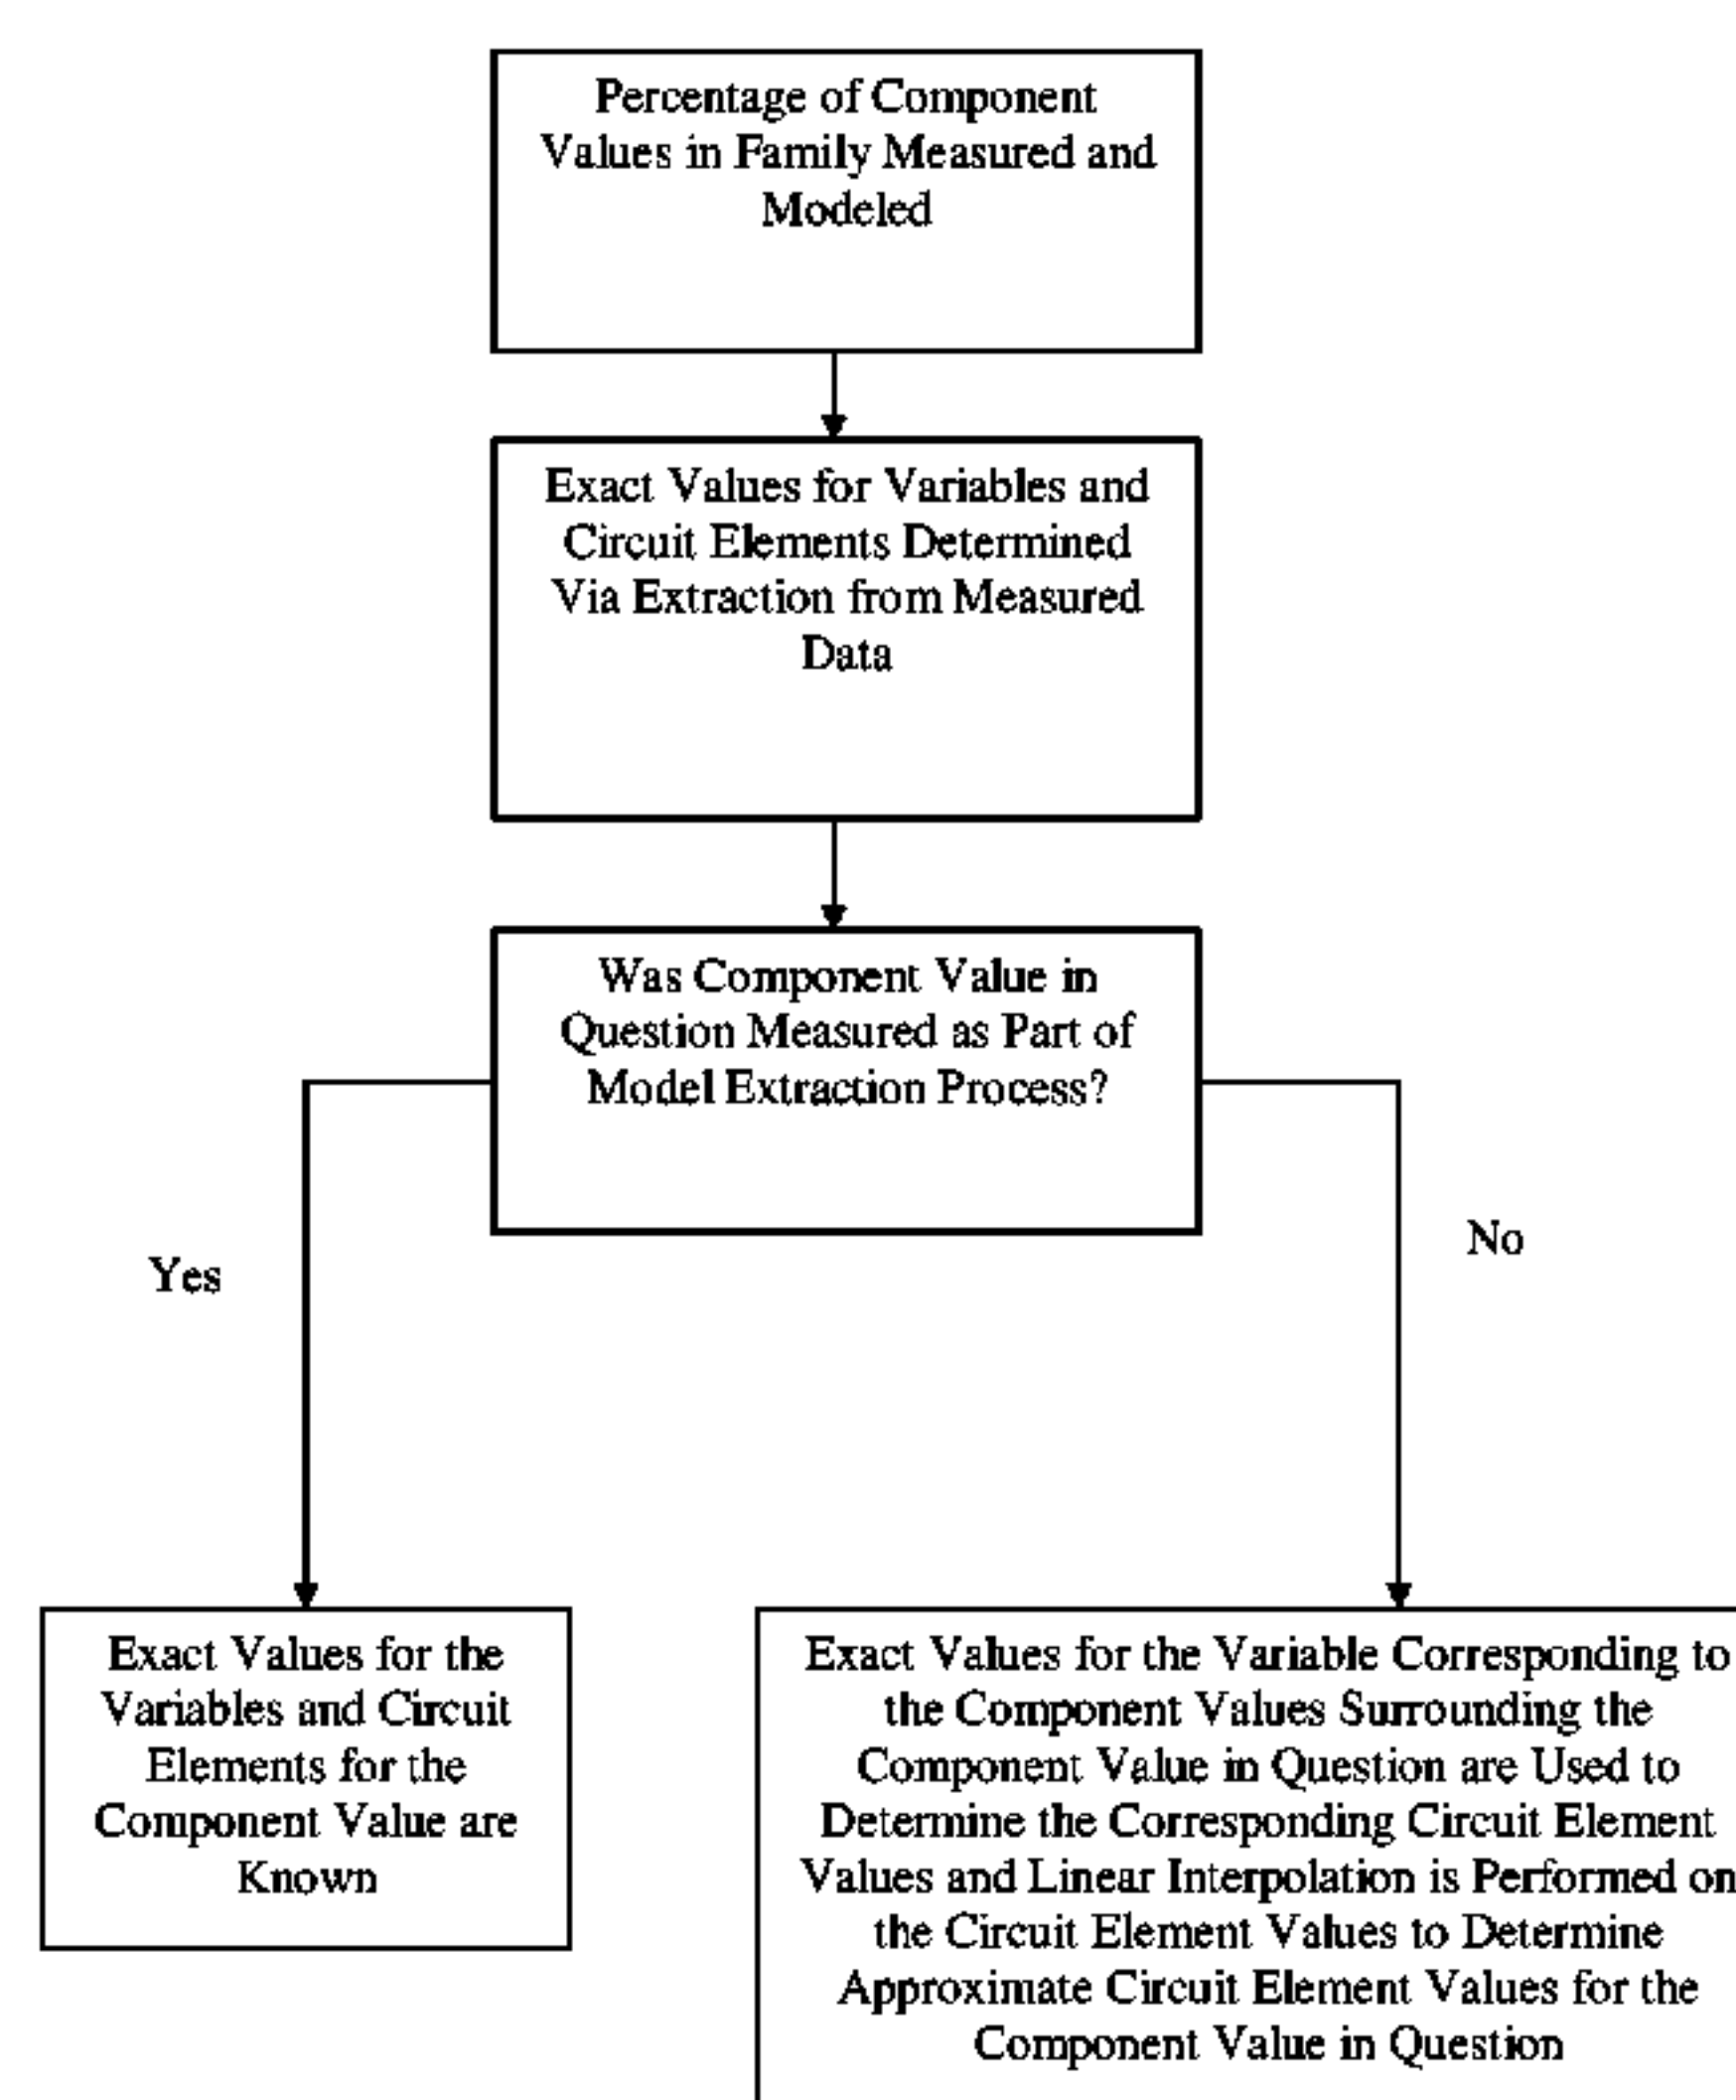 Percentage of Component
Values in Family Measured and
Modeled
Exact Values for Variables and
Circuit Elements Determined
Via Extraction from Measured
Data
Was Component Value in
Question Measured as Part of
Model Extraction Process?
Yes
No
Exact Values for the
Variables and Circuit
Elements for the
Component Value are
Known
Exact Values for the Variable Corresponding to
the Component Values Surrounding the
Component Value in Question are Used to
Determine the Corresponding Circuit Element
Values and Linear Interpolation is Performed on
the Circuit Element Values to Determine
Approximate Circuit Element Values for the
Component Value in Question